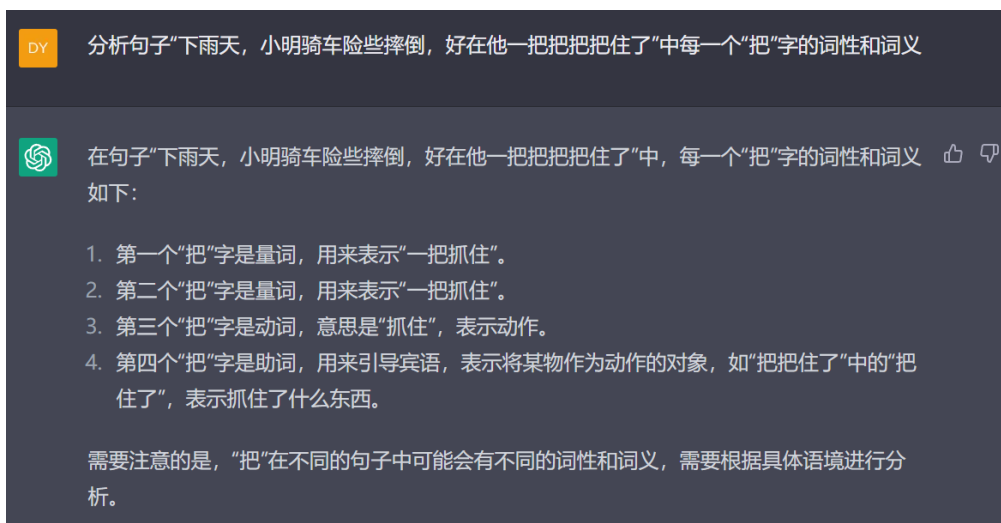 DY
分析句子“下雨天，小明骑车险些摔倒，好在他一把把把把住了”中每一个“把”字的词性和词义
在句子“下雨天，小明骑车险些摔倒，好在他一把把把把住了”中，每一个“把”字的词性和词义
如下：
1. 第一个“把”字是量词，用来表示“一把抓住”。
2. 第二个“把”字是量词，用来表示“一把抓住”。
3. 第三个“把”字是动词，意思是“抓住”，表示动作。
4. 第四个“把”字是助词，用来引导宾语，表示将某物作为动作的对象，如“把把住了”中的“把
住了”，表示抓住了什么东西。
需要注意的是，“把”在不同的句子中可能会有不同的词性和词义，需要根据具体语境进行分
析。